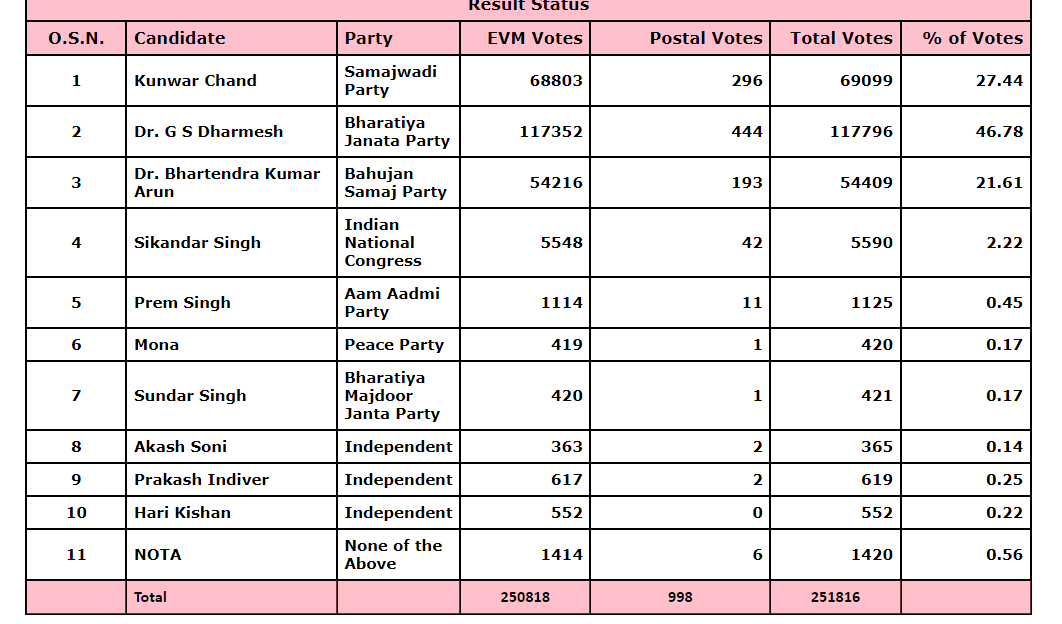 Result Status
O.S.N. Candidate Party EVM Votes Postal Votes Total Votes % of Votes
1 Kunwar Chand Samajwadi Party 68803 296 69099 27.44
2 Dr. G S Dharmesh Bharatiya Janata Party 117352 444 117796 46.78
3 Dr. Bhartendra Kumar Arun Bahujan Samaj Party 54216 193 54409 21.61
4 Sikandar Singh Indian National Congress 5548 42 5590 2.22
5 Prem Singh Aam Aadmi Party 1114 11 1125 0.45
6 Mona Peace Party 419 1 420 0.17
7 Sundar Singh Bharatiya Majdoor Janta Party 420 1 421 0.17
8 Akash Soni Independent 363 2 365 0.14
9 Prakash Indiver Independent 617 2 619 0.25
10 Hari Kishan Independent 552 0 552 0.22
11 NOTA None of the Above 1414 6 1420 0.56
Total 250818 998 251816